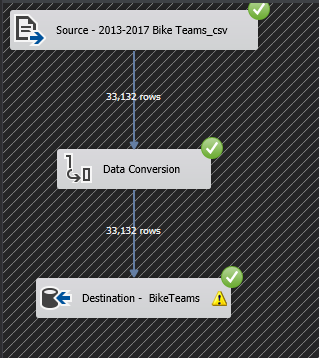 Source - 2013-2017 Bike Teams_csv
33,132 rows
Data Conversion
33,132 rows
Destination - BikeTeams